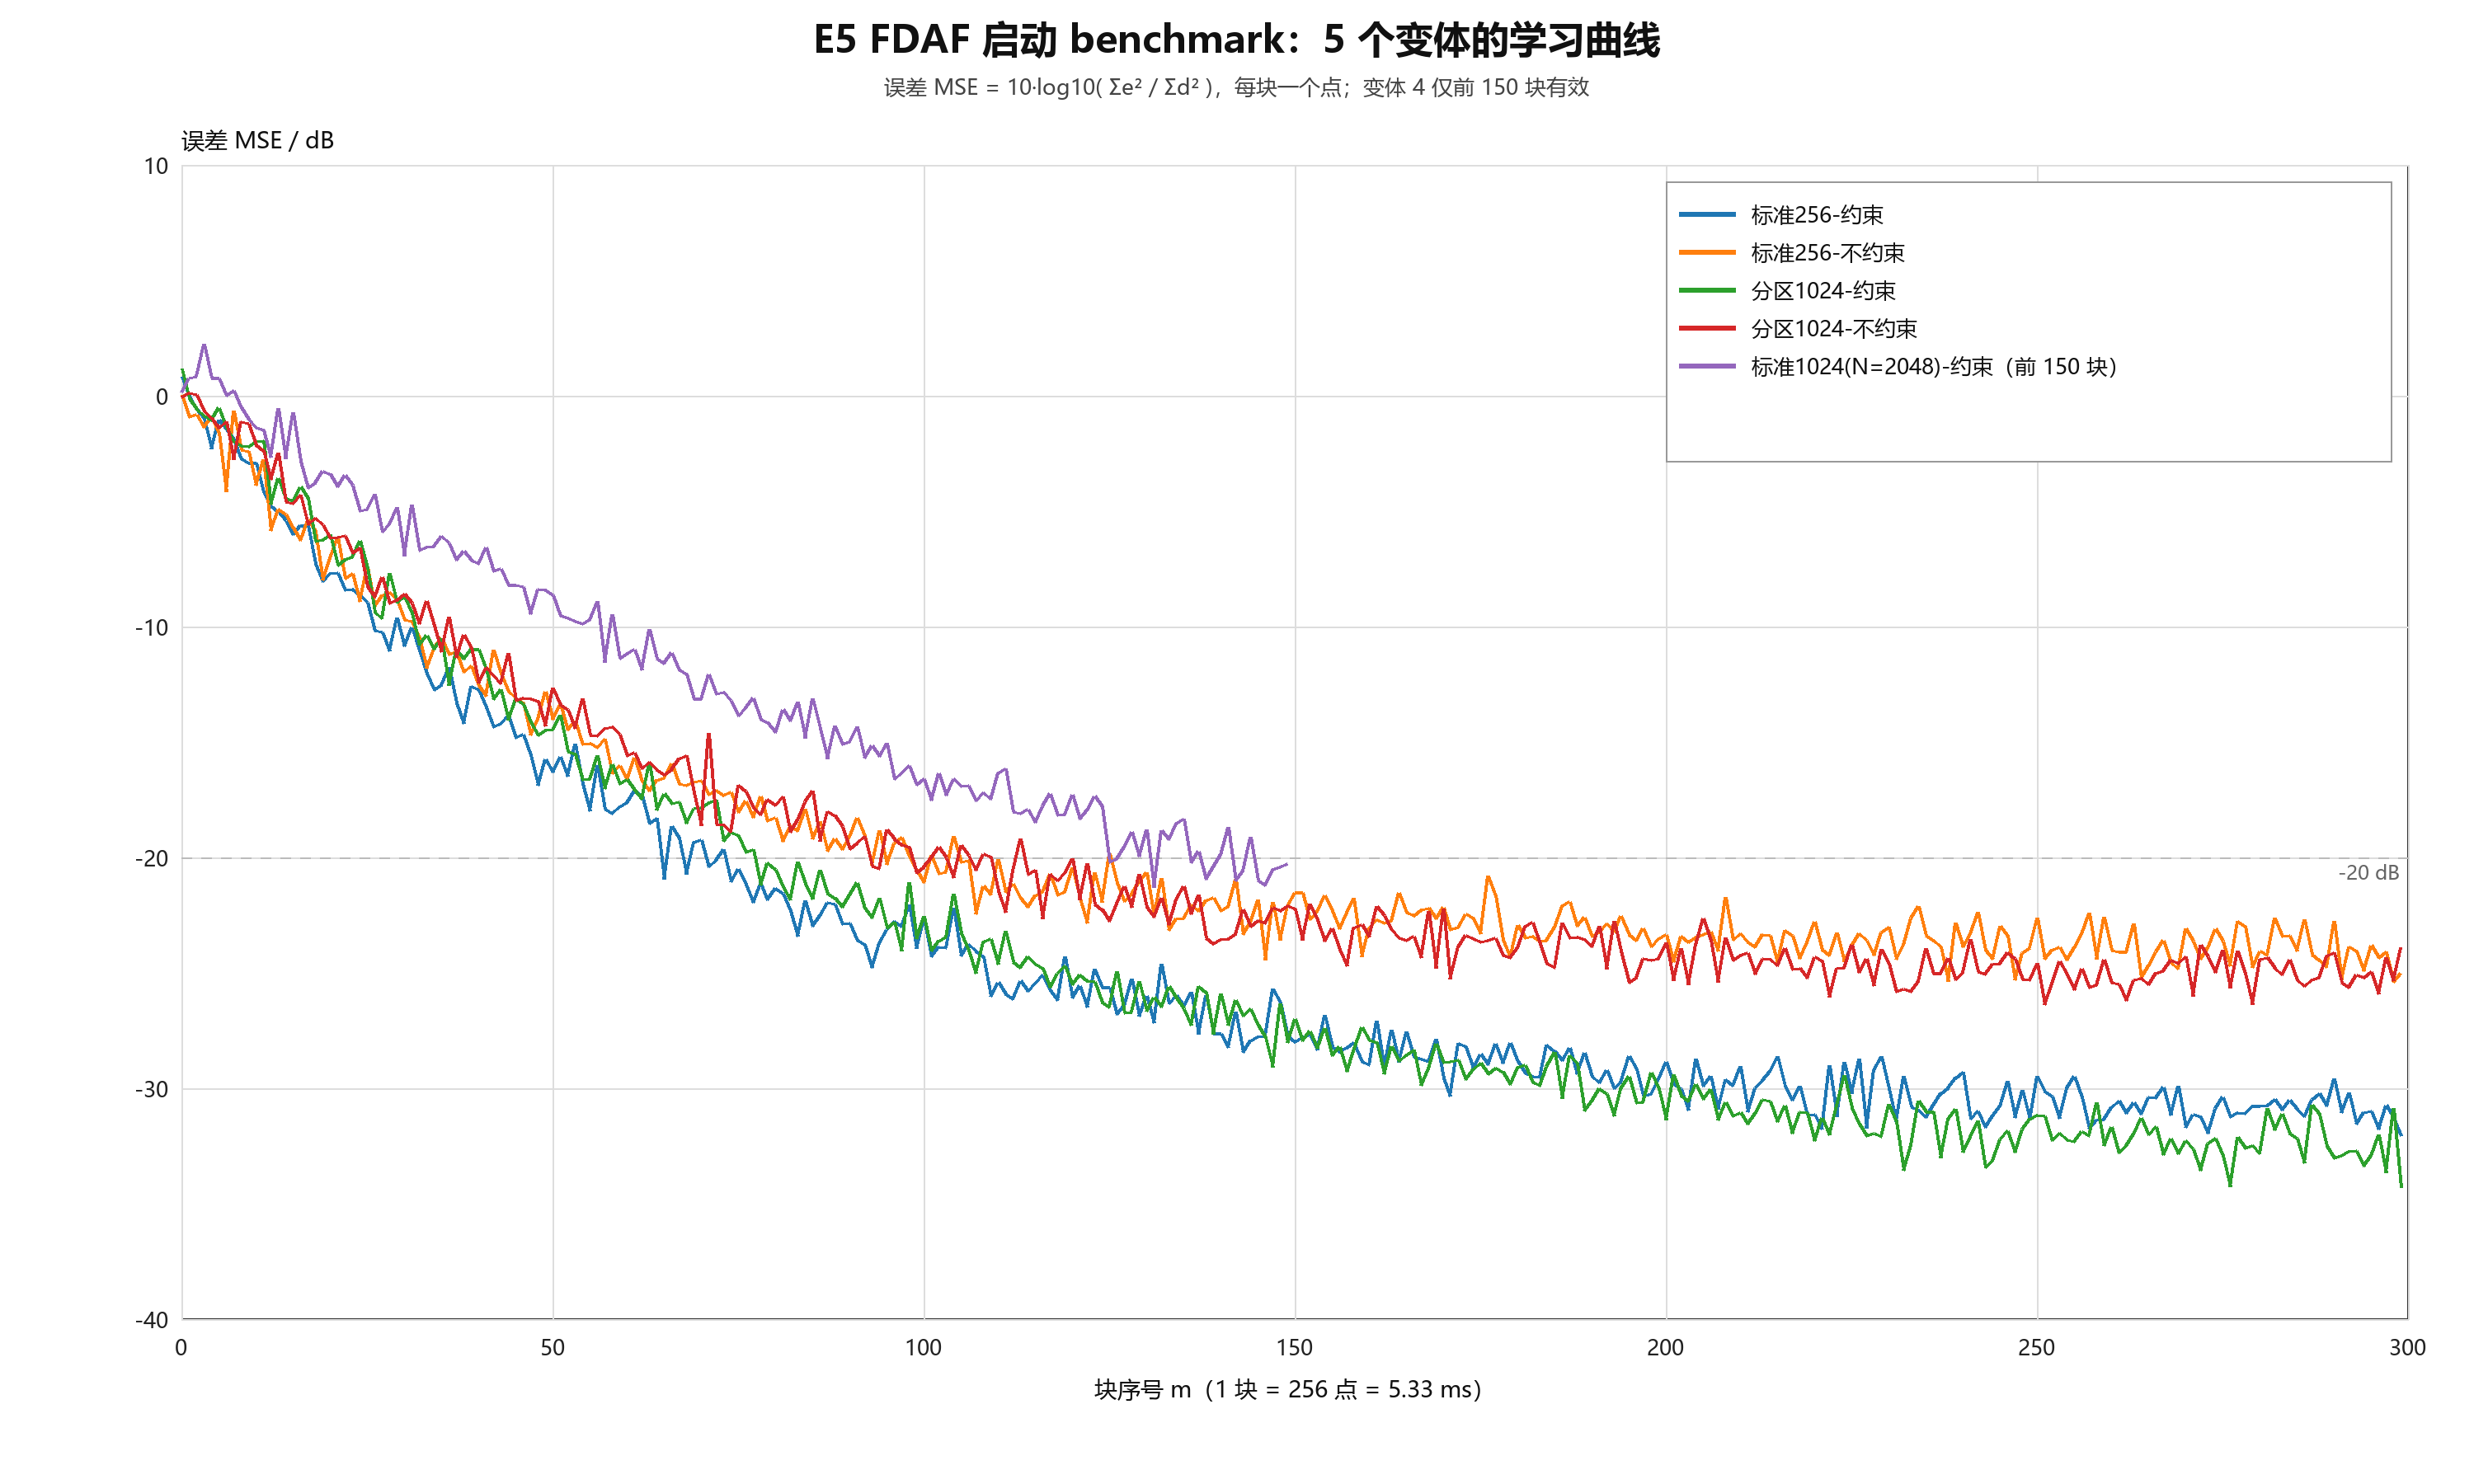 E5 FDAF 启动 benchmark：5 个变体的学习曲线
误差 MSE = 10·log10( Σe² / Σd² )，每块一个点；变体 4 仅前 150 块有效
误差 MSE / dB
10
0
-10
-20
-30
-40
标准256-约束
标准256-不约束
分区1024-约束
分区1024-不约束
标准1024(N=2048)-约束（前 150 块）
-20 dB
0 50 100 150 200 250 300
块序号 m（1 块 = 256 点 = 5.33 ms）